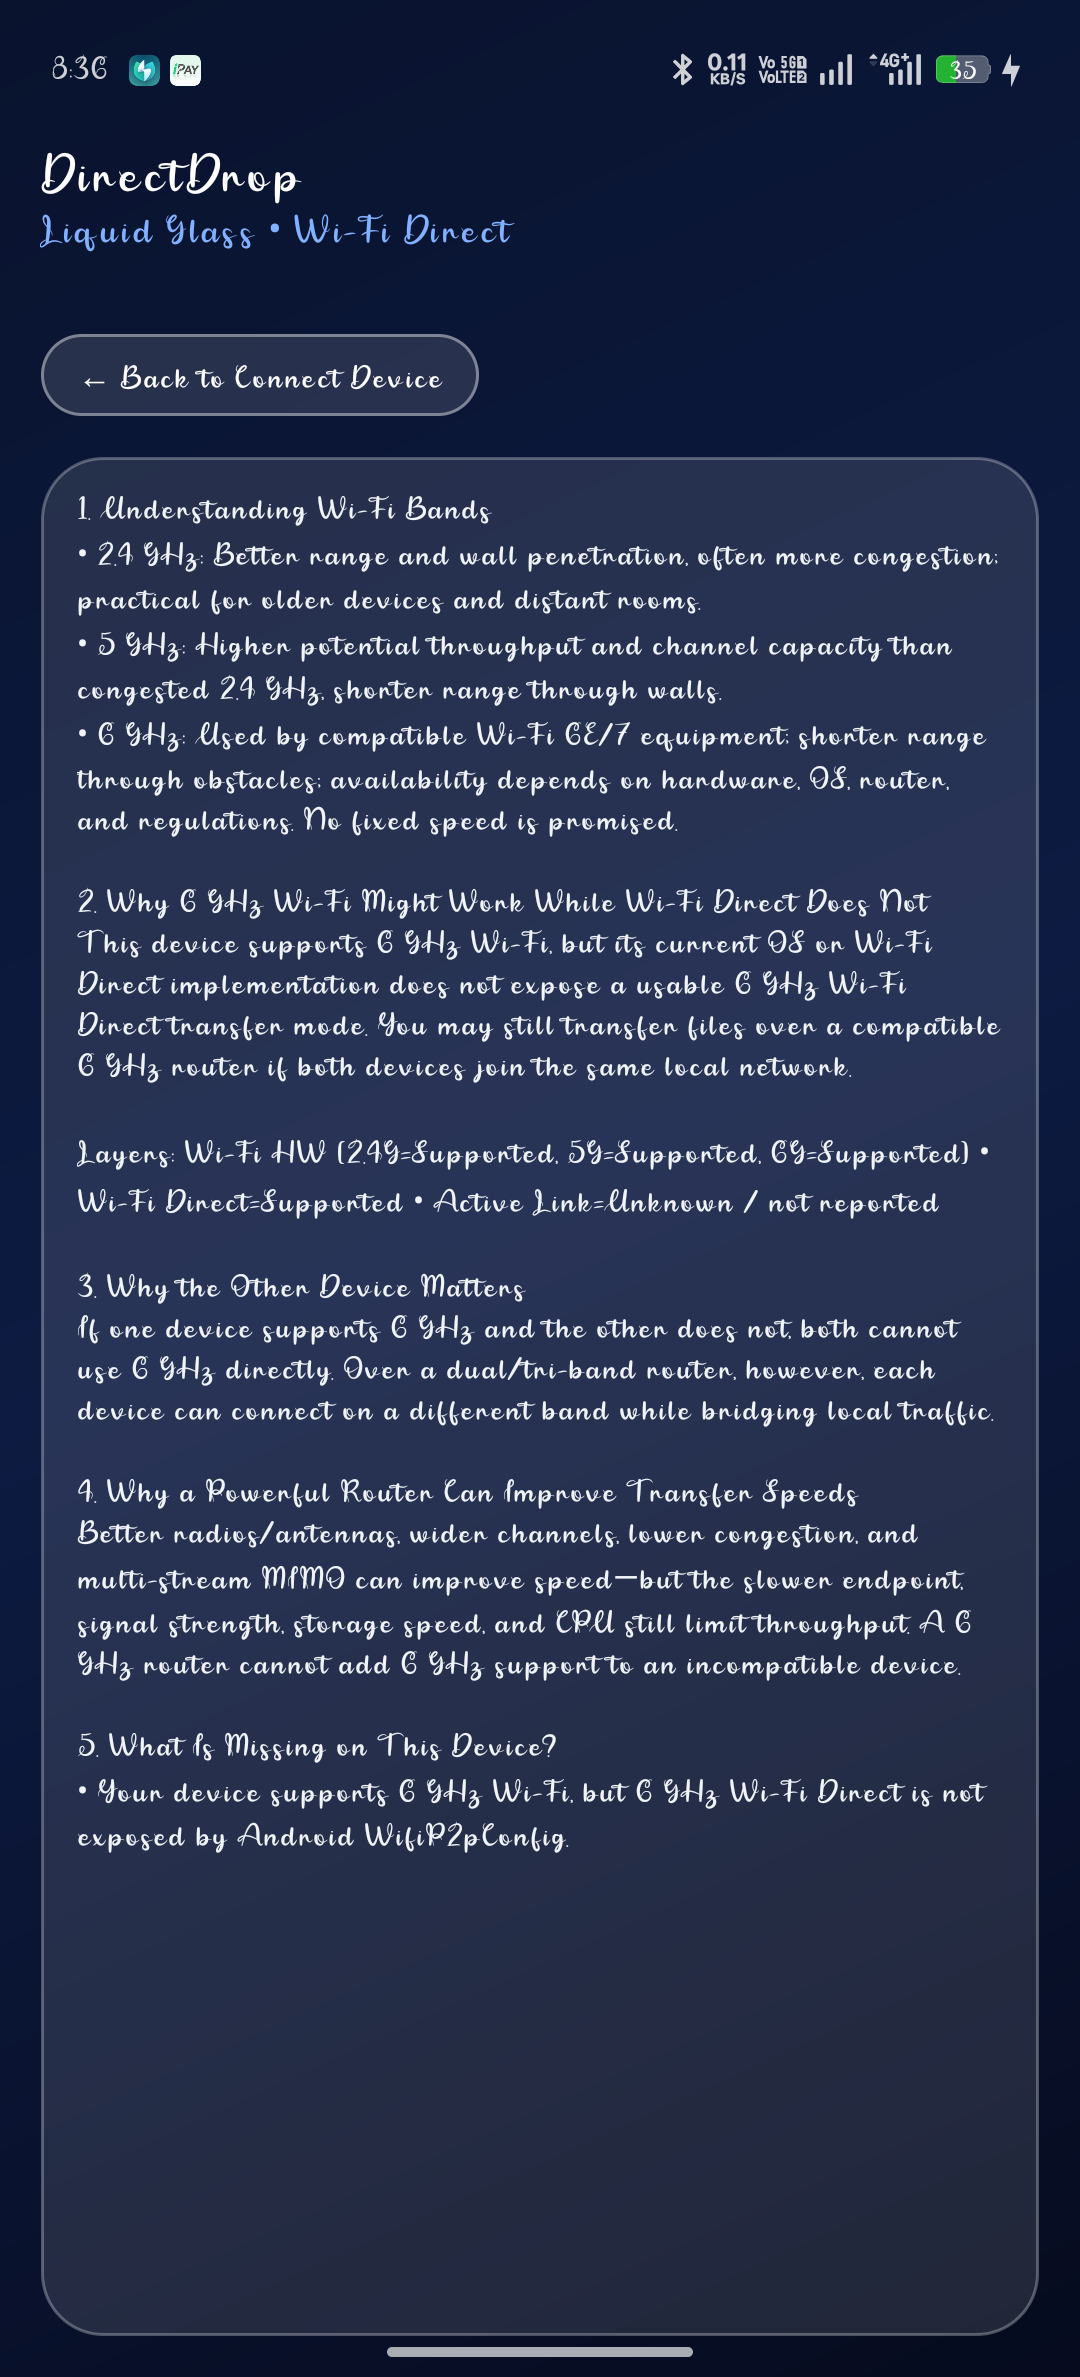 8:36
iPAY
0.11
KB/S
Vo 5G 1
VoLTE 2
4G+
35
DirectDrop
Liquid Glass • Wi-Fi Direct
← Back to Connect Device
1. Understanding Wi-Fi Bands
• 2.4 GHz: Better range and wall penetration, often more congestion;
practical for older devices and distant rooms.
• 5 GHz: Higher potential throughput and channel capacity than
congested 2.4 GHz, shorter range through walls.
• 6 GHz: Used by compatible Wi-Fi 6E/7 equipment; shorter range
through obstacles; availability depends on hardware, OS, router,
and regulations. No fixed speed is promised.
2. Why 6 GHz Wi-Fi Might Work While Wi-Fi Direct Does Not
This device supports 6 GHz Wi-Fi, but its current OS or Wi-Fi
Direct implementation does not expose a usable 6 GHz Wi-Fi
Direct transfer mode. You may still transfer files over a compatible
6 GHz router if both devices join the same local network.
Layers: Wi-Fi HW (2.4G=Supported, 5G=Supported, 6G=Supported) •
Wi-Fi Direct=Supported • Active Link=Unknown / not reported
3. Why the Other Device Matters
If one device supports 6 GHz and the other does not, both cannot
use 6 GHz directly. Over a dual/tri-band router, however, each
device can connect on a different band while bridging local traffic.
4. Why a Powerful Router Can Improve Transfer Speeds
Better radios/antennas, wider channels, lower congestion, and
multi-stream MIMO can improve speed—but the slower endpoint,
signal strength, storage speed, and CPU still limit throughput. A 6
GHz router cannot add 6 GHz support to an incompatible device.
5. What Is Missing on This Device?
• Your device supports 6 GHz Wi-Fi, but 6 GHz Wi-Fi Direct is not
exposed by Android WifiP2pConfig.